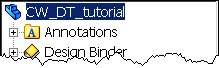 CW_DT_tutorial
Annotations
Design Binder